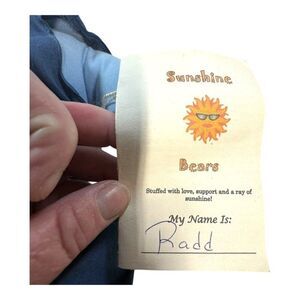 Sunshine
Bears
Stuffed with love, support and a ray of
sunshine!
My Name Is:
Radd